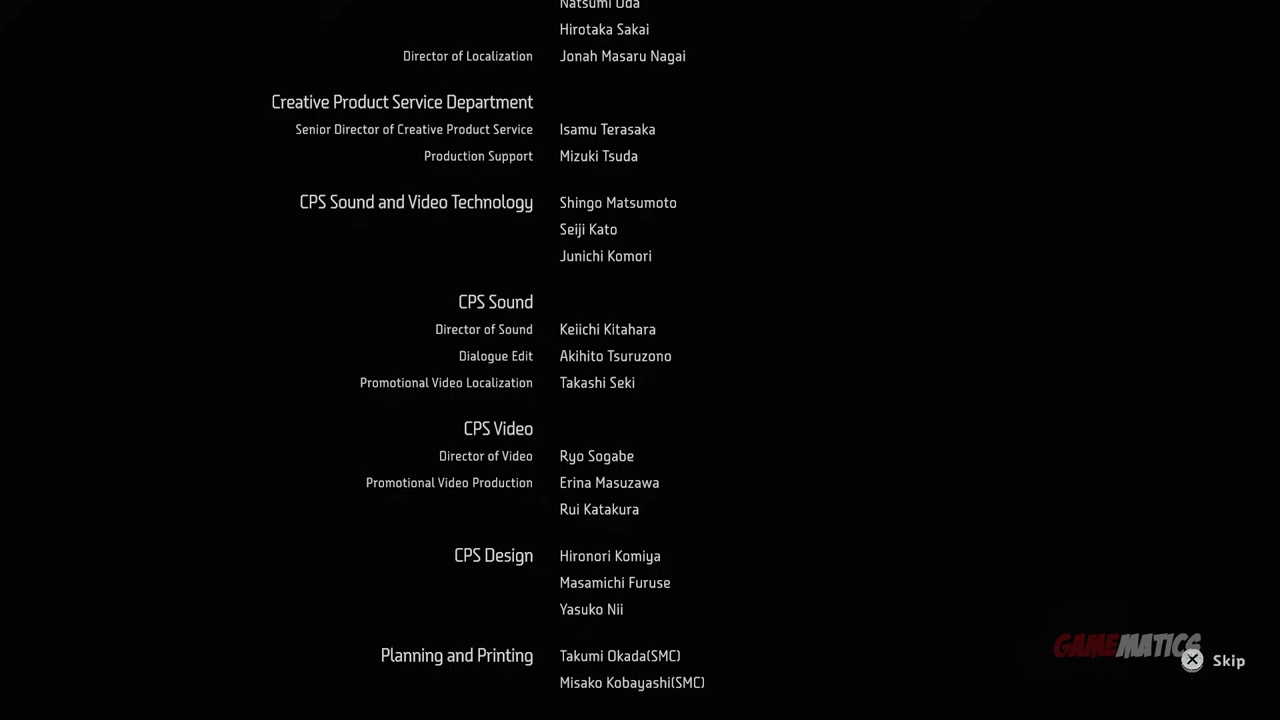 Natsumi Oda
Hirotaka Sakai
Director of Localization Jonah Masaru Nagai
Creative Product Service Department
Senior Director of Creative Product Service Isamu Terasaka
Production Support Mizuki Tsuda
CPS Sound and Video Technology Shingo Matsumoto
Seiji Kato
Junichi Komori
CPS Sound
Director of Sound Keiichi Kitahara
Dialogue Edit Akihito Tsuruzono
Promotional Video Localization Takashi Seki
CPS Video
Director of Video Ryo Sogabe
Promotional Video Production Erina Masuzawa
Rui Katakura
CPS Design Hironori Komiya
Masamichi Furuse
Yasuko Nii
Planning and Printing Takumi Okada(SMC)
Misako Kobayashi(SMC)
GAMEMATICS
Skip